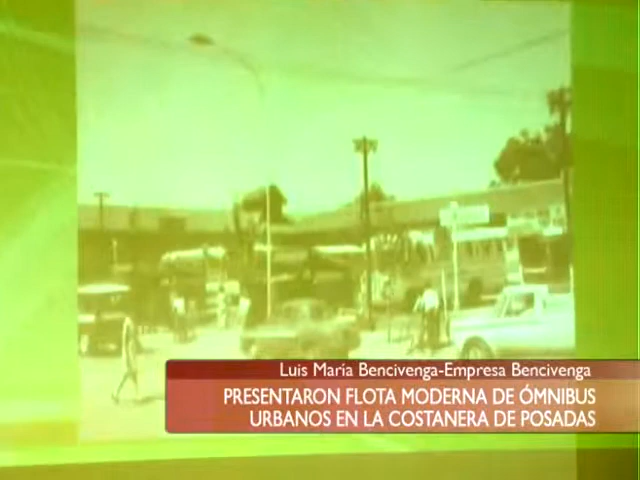 Luis María Bencivenga-Empresa Bencivenga
PRESENTARON FLOTA MODERNA DE ÓMNIBUS
URBANOS EN LA COSTANERA DE POSADAS